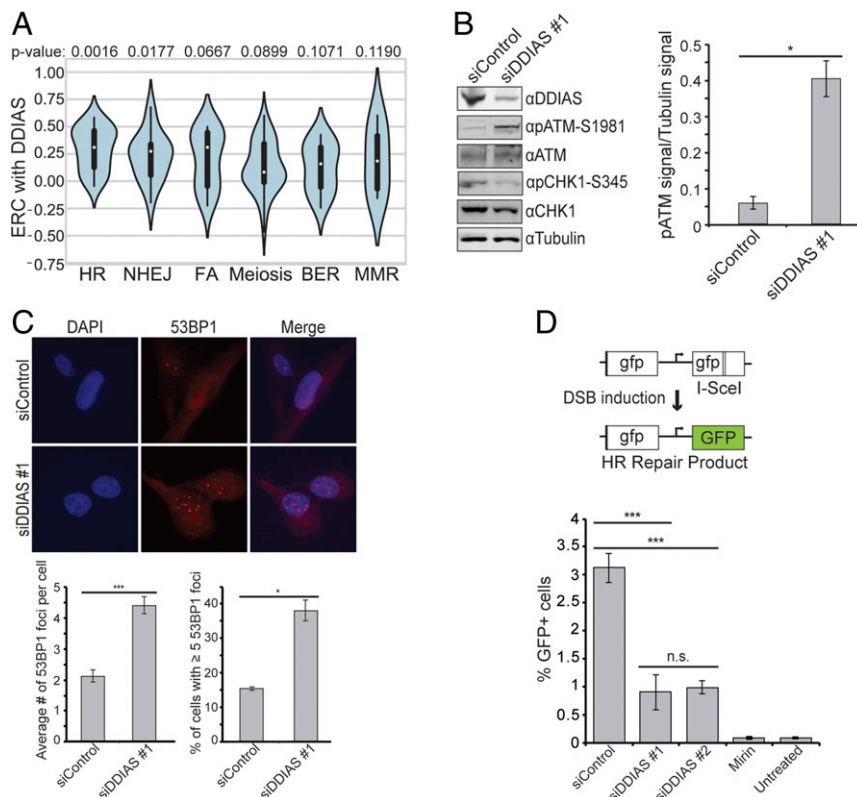 A
p-value: 0.0016 0.0177 0.0667 0.0899 0.1071 0.1190
ERC with DDIAS
1.00
0.75
0.50
0.25
0.00
-0.25
-0.50
-0.75
HR NHEJ FA Meiosis BER MMR
B
siControl
siDDIAS #1
αDDIAS
αpATM-S1981
αATM
αpCHK1-S345
αCHK1
αTubulin
pATM signal/Tubulin signal
0.5
0.4
0.3
0.2
0.1
0
*
siControl
siDDIAS #1
C
DAPI 53BP1 Merge
siControl
siDDIAS #1
Average # of 53BP1 foci per cell
5
4
3
2
1
0
***
siControl
siDDIAS #1
% of cells with ≥ 5 53BP1 foci
40
30
20
10
0
*
siControl
siDDIAS #1
D
gfp gfp
I-SceI
DSB induction
gfp GFP
HR Repair Product
% GFP+ cells
4
3.5
3
2.5
2
1.5
1
0.5
0
***
***
n.s.
siControl
siDDIAS #1
siDDIAS #2
Mirin
Untreated